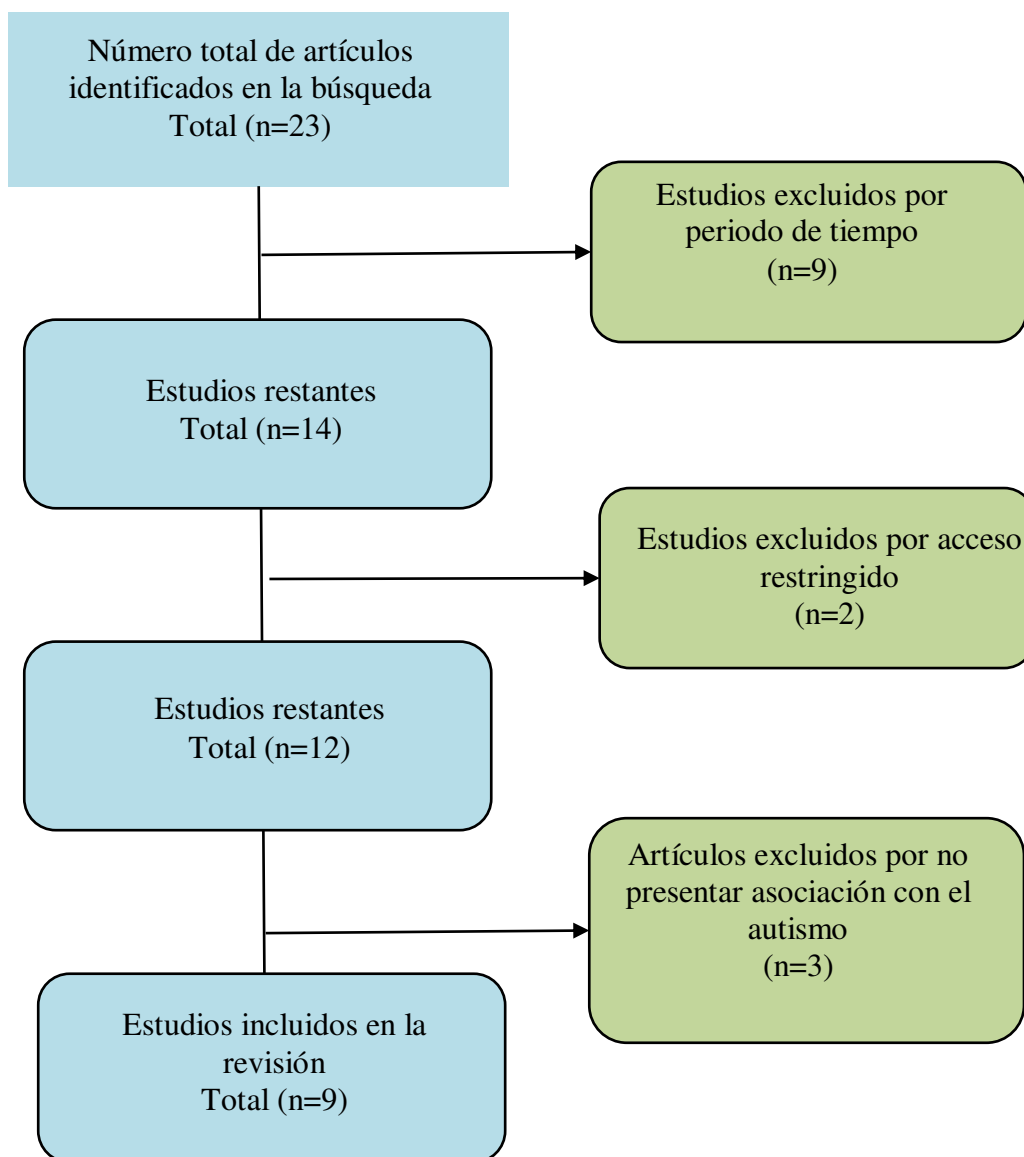 Número total de artículos
identificados en la búsqueda
Total (n=23)
Estudios excluidos por
periodo de tiempo
(n=9)
Estudios restantes
Total (n=14)
Estudios excluidos por acceso
restringido
(n=2)
Estudios restantes
Total (n=12)
Artículos excluidos por no
presentar asociación con el
autismo
(n=3)
Estudios incluidos en la
revisión
Total (n=9)